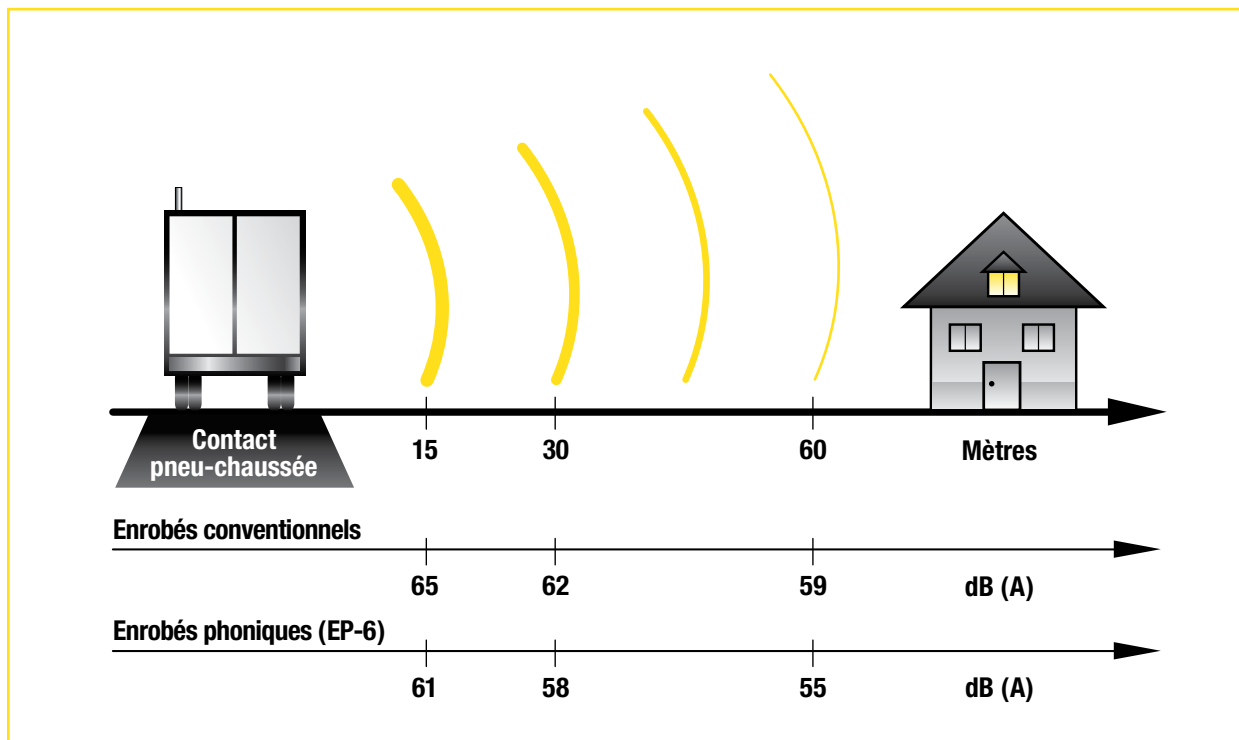 Contact
pneu-chaussée
15 30 60 Mètres
Enrobés conventionnels
65 62 59 dB (A)
Enrobés phoniques (EP-6)
61 58 55 dB (A)